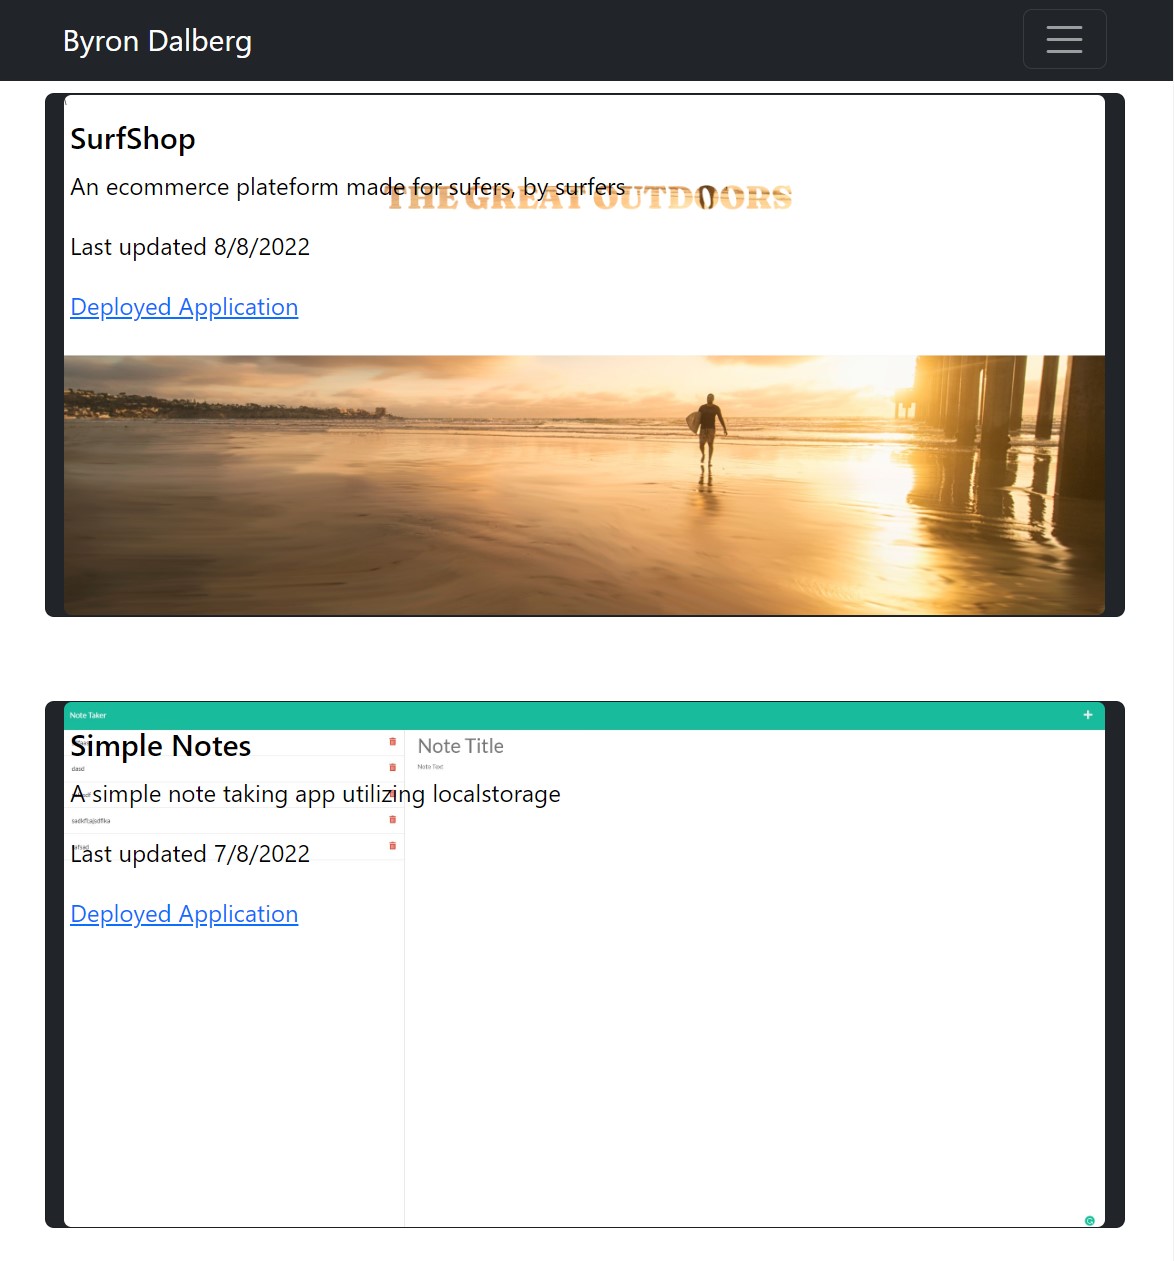 Byron Dalberg
SurfShop
An ecommerce plateform made for sufers, by surfers
THE GREAT OUTDOORS
Last updated 8/8/2022
Deployed Application
Note Taker
Simple Notes
Note Title
dasd
Note Text
A simple note taking app utilizing localstorage
Last updated 7/8/2022
Deployed Application